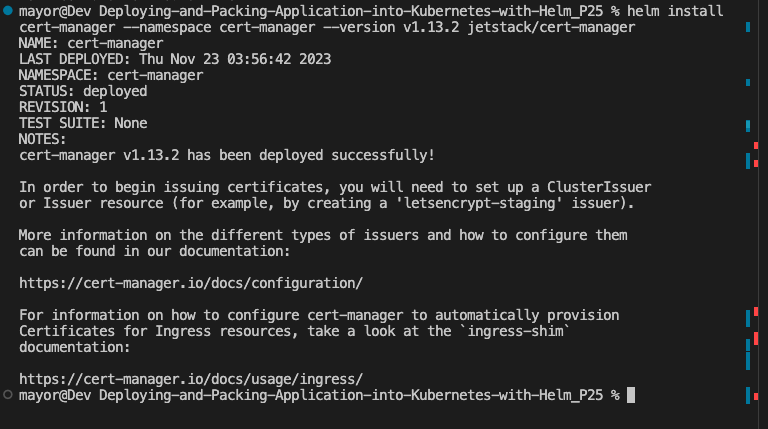 mayor@Dev Deploying-and-Packing-Application-into-Kubernetes-with-Helm_P25 % helm install
cert-manager --namespace cert-manager --version v1.13.2 jetstack/cert-manager
NAME: cert-manager
LAST DEPLOYED: Thu Nov 23 03:56:42 2023
NAMESPACE: cert-manager
STATUS: deployed
REVISION: 1
TEST SUITE: None
NOTES:
cert-manager v1.13.2 has been deployed successfully!
In order to begin issuing certificates, you will need to set up a ClusterIssuer
or Issuer resource (for example, by creating a 'letsencrypt-staging' issuer).
More information on the different types of issuers and how to configure them
can be found in our documentation:
https://cert-manager.io/docs/configuration/
For information on how to configure cert-manager to automatically provision
Certificates for Ingress resources, take a look at the `ingress-shim`
documentation:
https://cert-manager.io/docs/usage/ingress/
mayor@Dev Deploying-and-Packing-Application-into-Kubernetes-with-Helm_P25 %